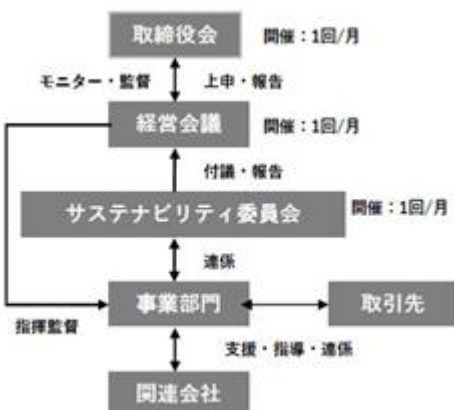 取締役会
開催：1回/月
モニター・監督
上申・報告
経営会議
開催：1回/月
付議・報告
サステナビリティ委員会
開催：1回/月
連係
事業部門
取引先
指揮監督
支援・指導・連係
関連会社